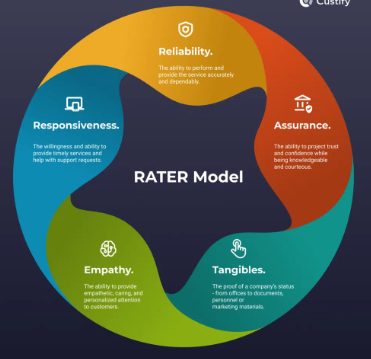 Custify
Reliability.
The ability to perform and
provide the service accurately
and dependably.
Responsiveness.
The willingness and ability to
provide timely services and
help with support requests.
Assurance.
The ability to project trust
and confidence while
being knowledgeable
and courteous.
RATER Model
Empathy.
The ability to provide
empathetic, caring, and
personalized attention
to customers.
Tangibles.
The proof of a company's status
- from offices to documents,
personnel or
marketing materials.